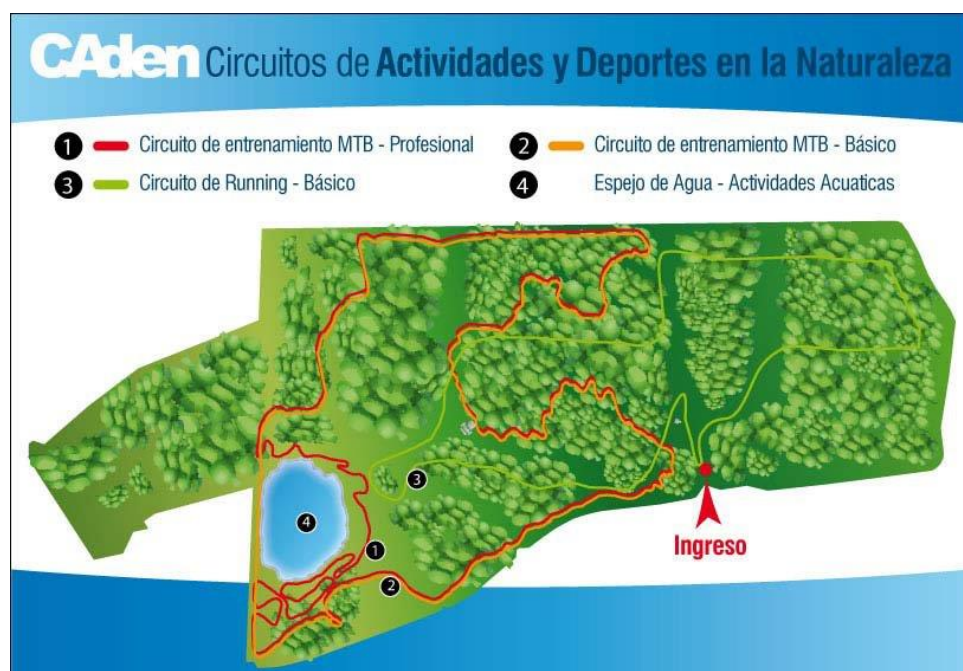 CAden Circuitos de Actividades y Deportes en la Naturaleza
1 Circuito de entrenamiento MTB - Profesional
2 Circuito de entrenamiento MTB - Básico
3 Circuito de Running - Básico
4 Espejo de Agua - Actividades Acuaticas
3
4
1
2
Ingreso